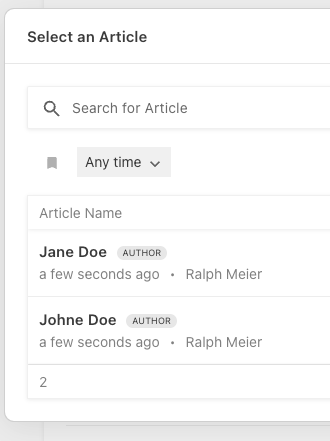 Select an Article
Search for Article
Any time
Article Name
Jane Doe AUTHOR
a few seconds ago • Ralph Meier
Johne Doe AUTHOR
a few seconds ago • Ralph Meier
2